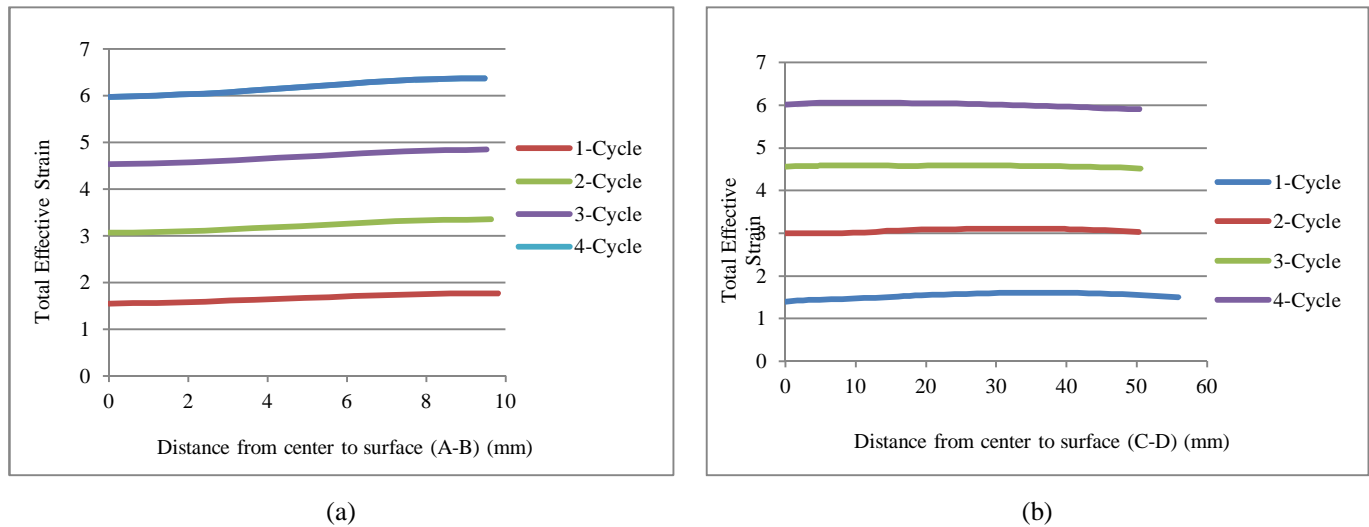 7
6
5
4
3
2
1
0
Total Effective Strain
0 2 4 6 8 10
Distance from center to surface (A-B) (mm)
1-Cycle
2-Cycle
3-Cycle
4-Cycle
(a)
7
6
5
4
3
2
1
0
Total Effective
Strain
0 10 20 30 40 50 60
Distance from center to surface (C-D) (mm)
1-Cycle
2-Cycle
3-Cycle
4-Cycle
(b)